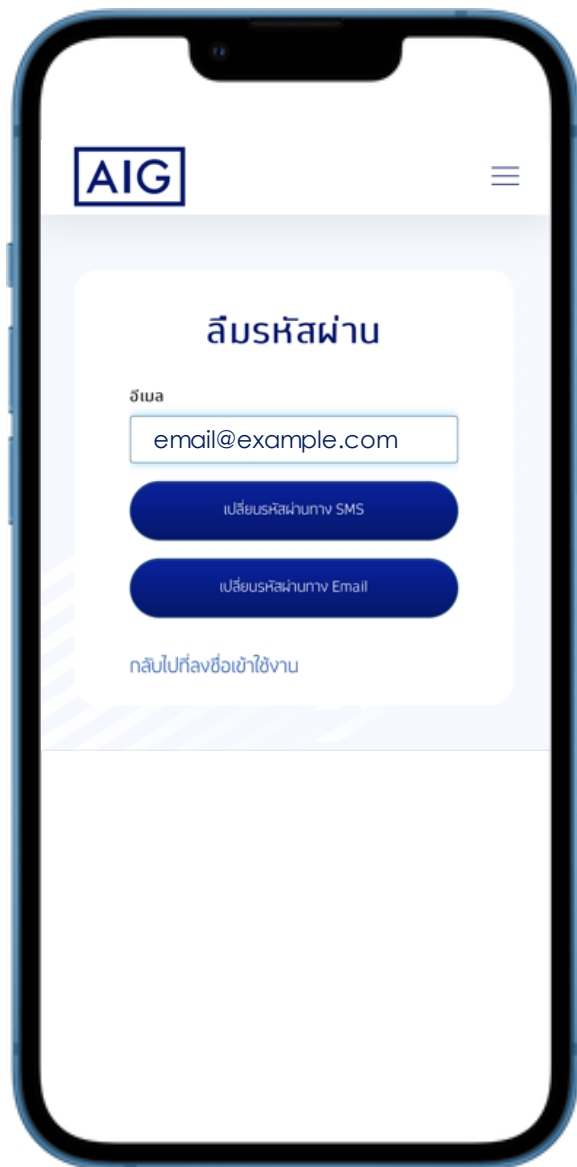 AIG
ลืมรหัสผ่าน
อีเมล
email@example.com
เปลี่ยนรหัสผ่านทาง SMS
เปลี่ยนรหัสผ่านทาง Email
กลับไปที่ลงชื่อเข้าใช้งาน